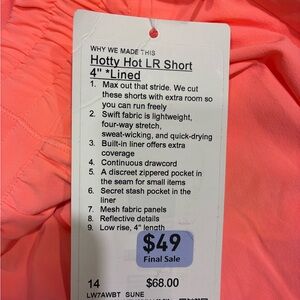 WHY WE MADE THIS
Hotty Hot LR Short
4" *Lined
1. Max out that stride. We cut
these shorts with extra room so
you can run freely
2. Swift fabric is lightweight,
four-way stretch,
sweat-wicking, and quick-drying
3. Built-in liner offers extra
coverage
4. Continuous drawcord
5. A discreet zippered pocket in
the seam for small items
6. Secret stash pocket in the
liner
7. Mesh fabric panels
8. Reflective details
9. Low rise, 4" length
$49
Final Sale
14 $68.00
LW7AWBT SUNE